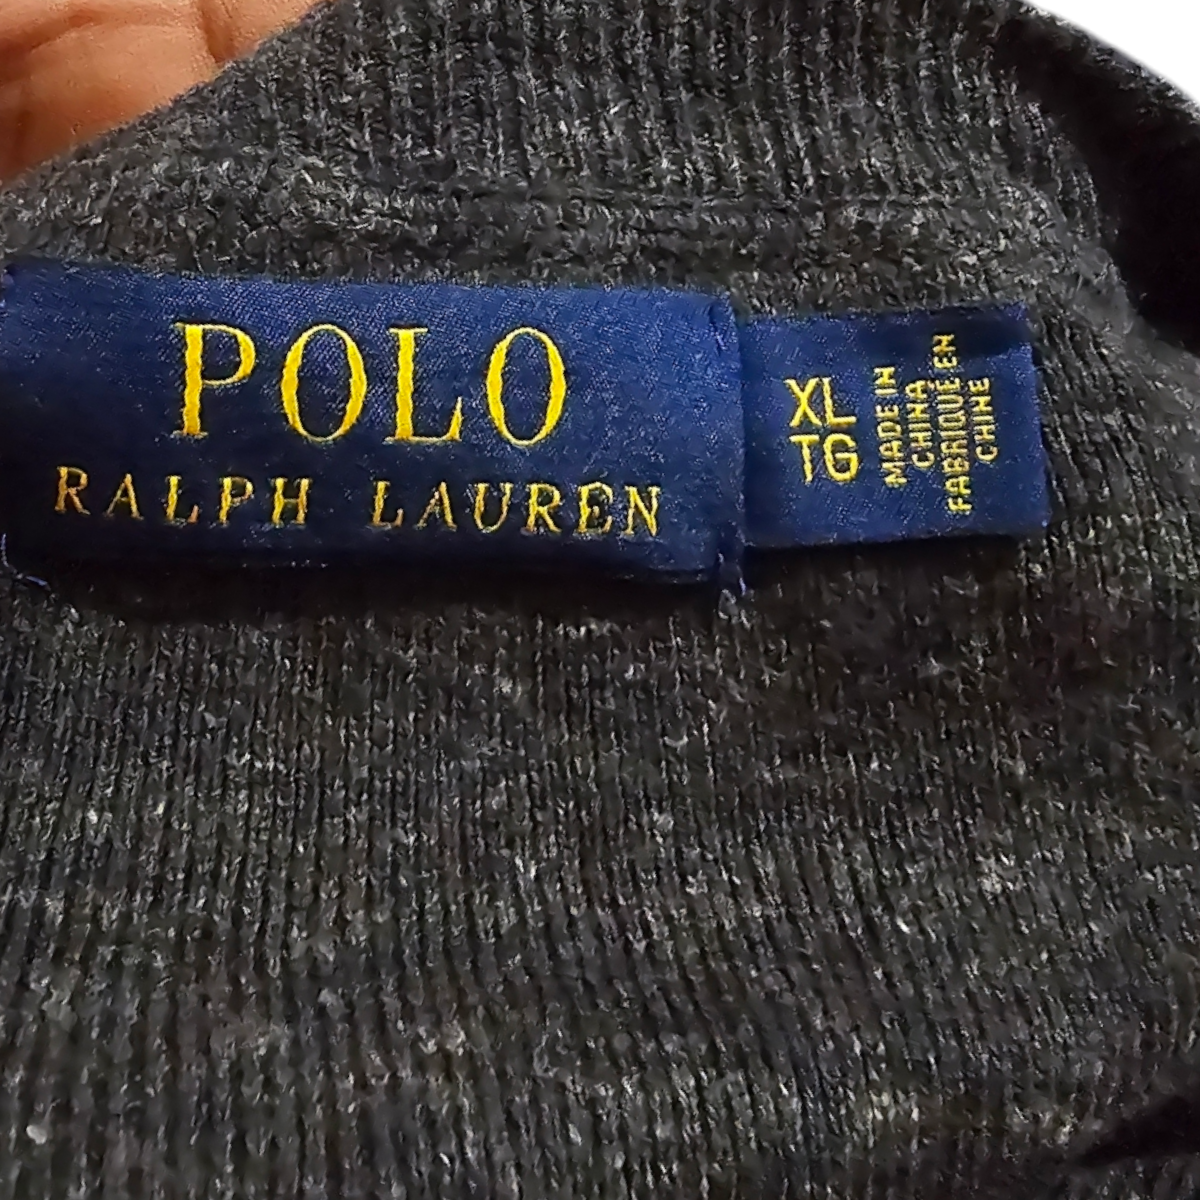 POLO
RALPH LAUREN
XL
TG
MADE IN
CHINA
FABRIQUÉ EN
CHINE